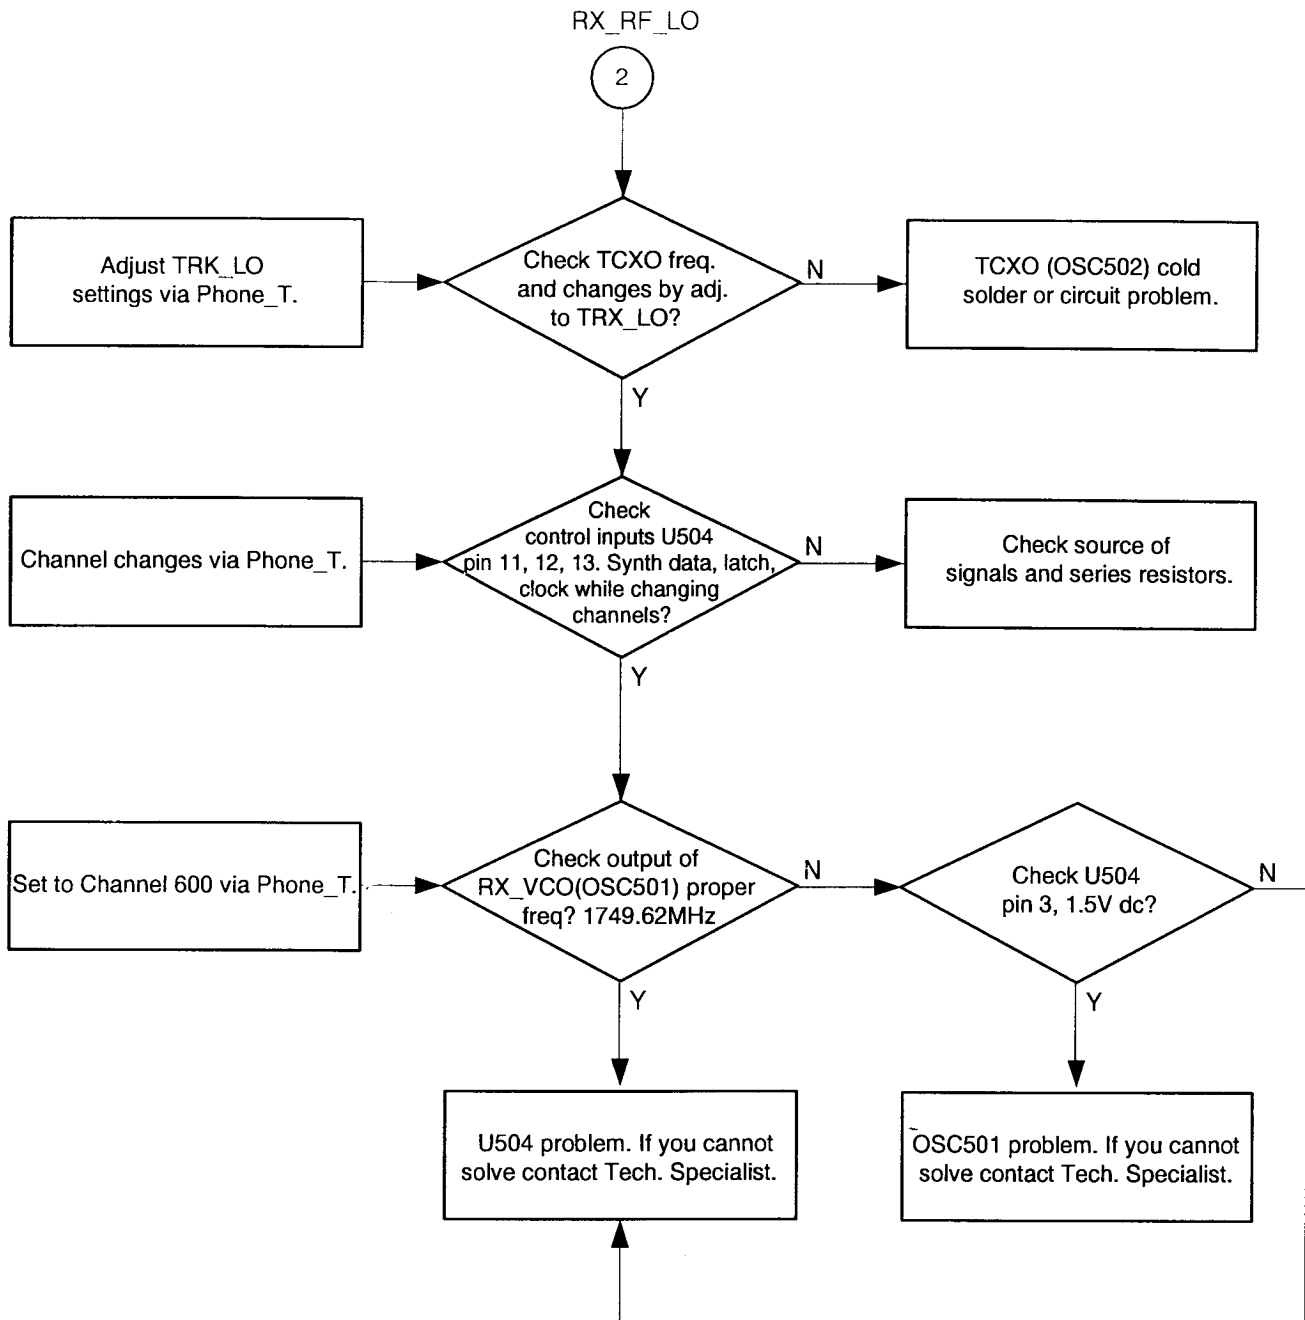 RX_RF_LO
2
Adjust TRK_LO
settings via Phone_T.
Check TCXO freq.
and changes by adj.
to TRX_LO?
N
TCXO (OSC502) cold
solder or circuit problem.
Y
Channel changes via Phone_T.
Check
control inputs U504
pin 11, 12, 13. Synth data, latch,
clock while changing
channels?
N
Check source of
signals and series resistors.
Y
Set to Channel 600 via Phone_T.
Check output of
RX_VCO(OSC501) proper
freq? 1749.62MHz
N
Check U504
pin 3, 1.5V dc?
N
Y
Y
U504 problem. If you cannot
solve contact Tech. Specialist.
OSC501 problem. If you cannot
solve contact Tech. Specialist.